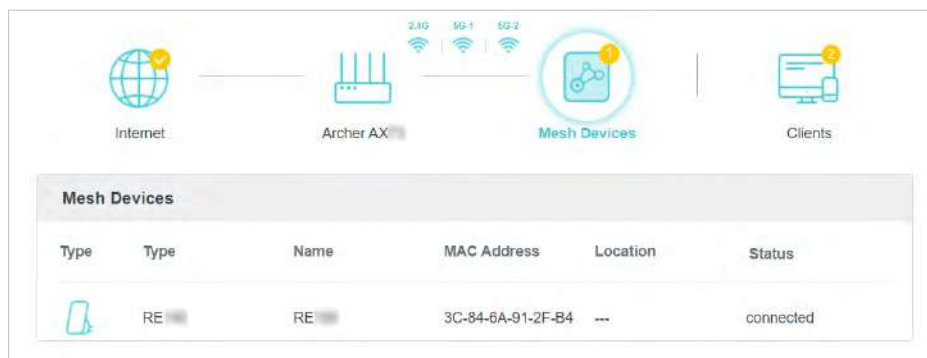 2.4G 5G-1 5G-2
1
2
Internet
Archer AX
Mesh Devices
Clients
Mesh Devices
Type Type Name MAC Address Location Status
RE RE 3C-84-6A-91-2F-B4 --- connected